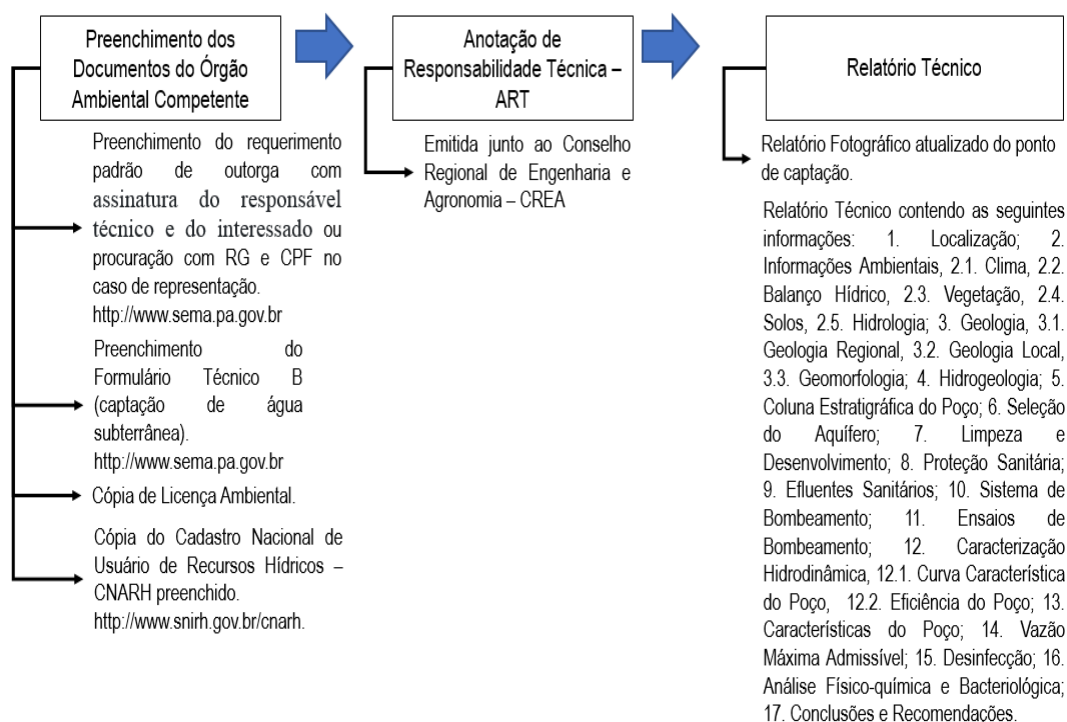 Preenchimento dos
Documentos do Órgão
Ambiental Competente
Preenchimento do requerimento
padrão de outorga com
assinatura do responsável
técnico e do interessado ou
procuração com RG e CPF no
caso de representação.
http://www.sema.pa.gov.br
Preenchimento do
Formulário Técnico B
(captação de água
subterrânea).
http://www.sema.pa.gov.br
Cópia de Licença Ambiental.
Cópia do Cadastro Nacional de
Usuário de Recursos Hídricos –
CNARH preenchido.
http://www.snirh.gov.br/cnarh.
Anotação de
Responsabilidade Técnica –
ART
Emitida junto ao Conselho
Regional de Engenharia e
Agronomia – CREA
Relatório Técnico
Relatório Fotográfico atualizado do ponto
de captação.
Relatório Técnico contendo as seguintes
informações: 1. Localização; 2.
Informações Ambientais, 2.1. Clima, 2.2.
Balanço Hídrico, 2.3. Vegetação, 2.4.
Solos, 2.5. Hidrologia; 3. Geologia, 3.1.
Geologia Regional, 3.2. Geologia Local,
3.3. Geomorfologia; 4. Hidrogeologia; 5.
Coluna Estratigráfica do Poço; 6. Seleção
do Aquífero; 7. Limpeza e
Desenvolvimento; 8. Proteção Sanitária;
9. Efluentes Sanitários; 10. Sistema de
Bombeamento; 11. Ensaios de
Bombeamento; 12. Caracterização
Hidrodinâmica, 12.1. Curva Característica
do Poço, 12.2. Eficiência do Poço; 13.
Características do Poço; 14. Vazão
Máxima Admissível; 15. Desinfecção; 16.
Análise Físico-química e Bacteriológica;
17. Conclusões e Recomendações.